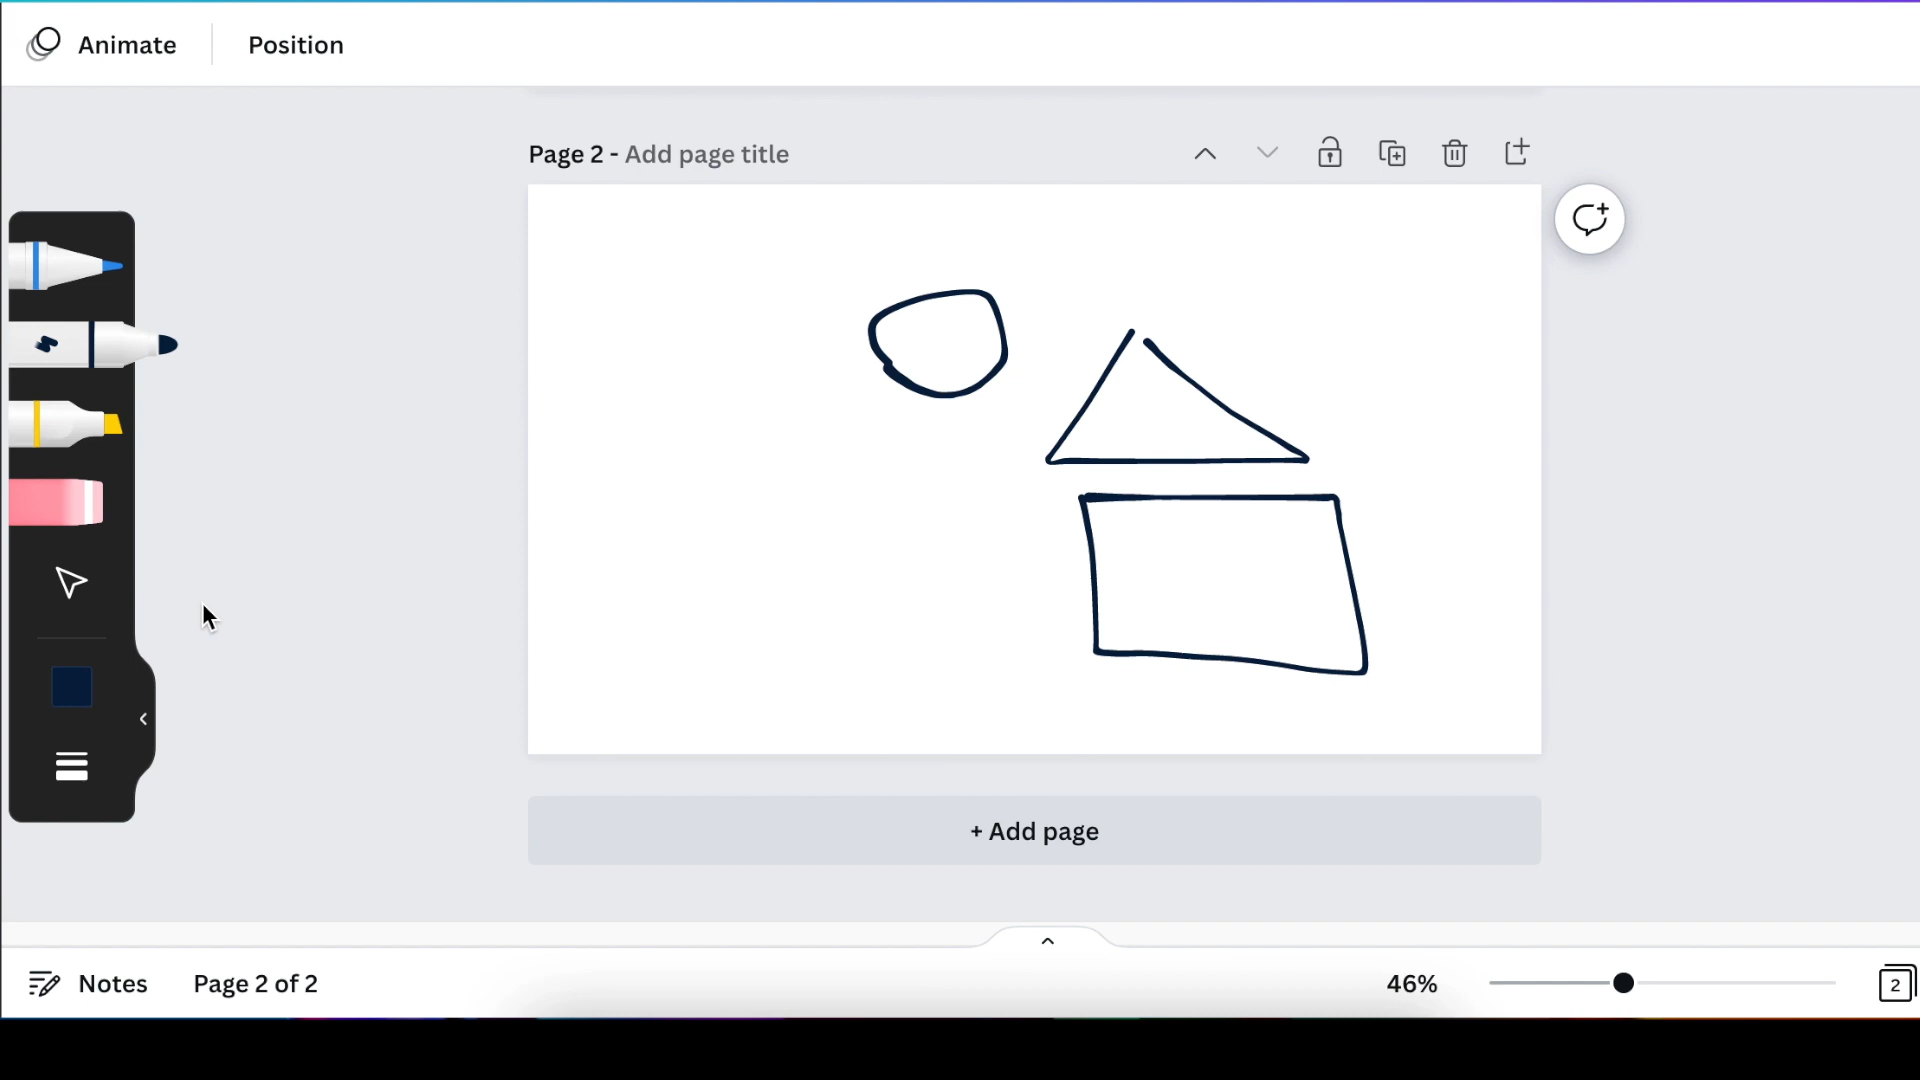 Animate
Position
Page 2 - Add page title
+ Add page
Notes
Page 2 of 2
46%
2